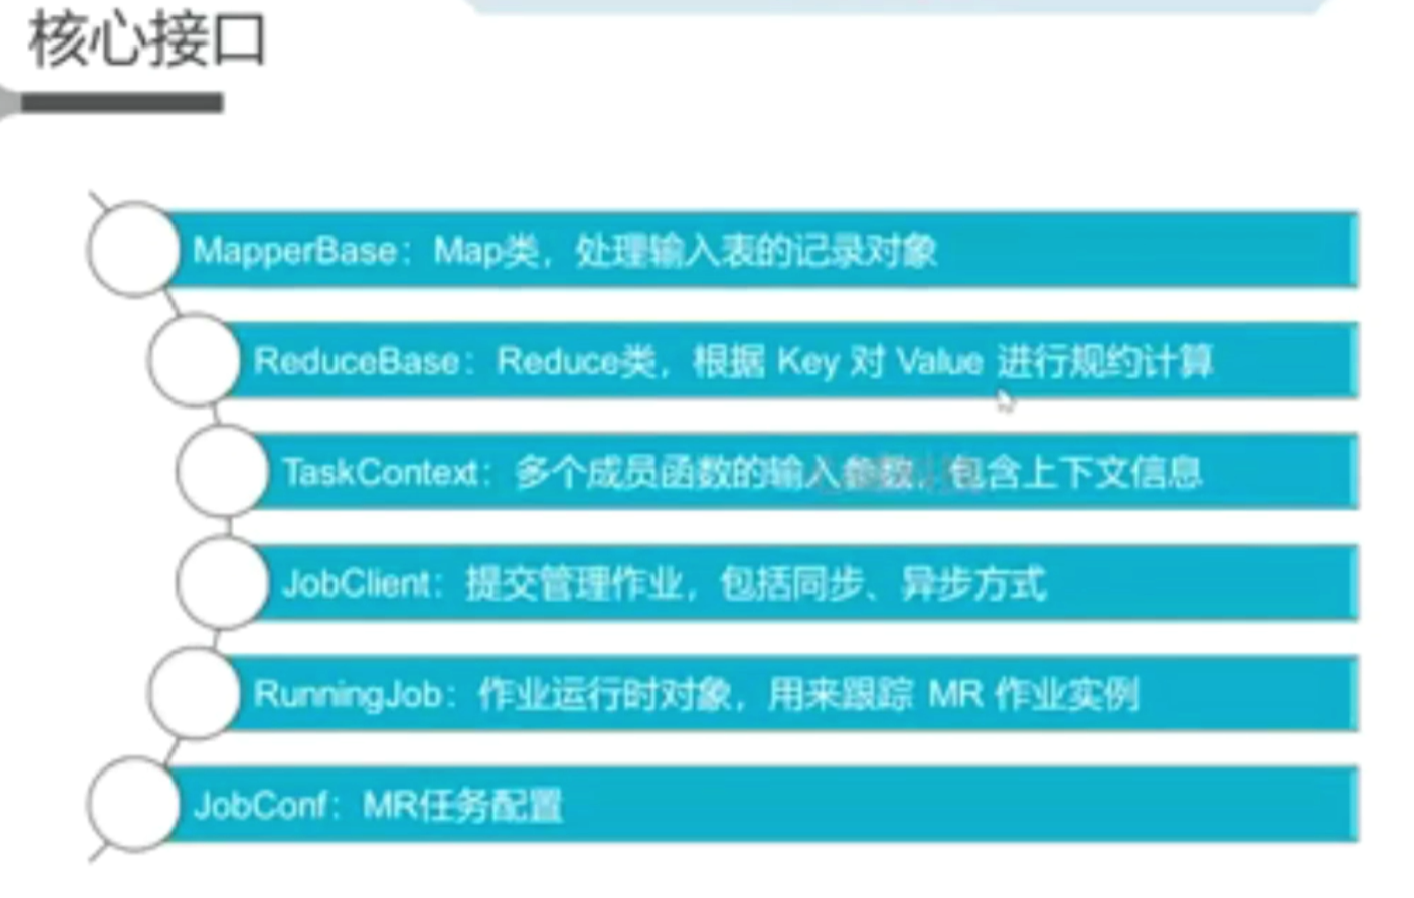 核心接口
MapperBase：Map类，处理输入表的记录对象
ReduceBase：Reduce类，根据 Key 对 Value 进行规约计算
TaskContext：多个成员函数的输入参数，包含上下文信息
JobClient：提交管理作业，包括同步、异步方式
RunningJob：作业运行时对象，用来跟踪 MR 作业实例
JobConf：MR任务配置